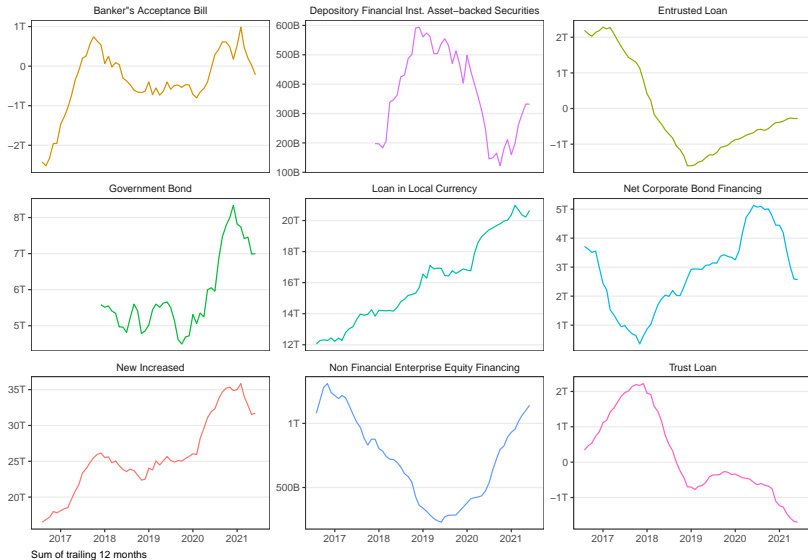 Banker"s Acceptance Bill
1T
0
−1T
−2T
Depository Financial Inst. Asset−backed Securities
600B
500B
400B
300B
200B
100B
Entrusted Loan
2T
1T
0
−1T
Government Bond
8T
7T
6T
5T
Loan in Local Currency
20T
18T
16T
14T
12T
Net Corporate Bond Financing
5T
4T
3T
2T
1T
New Increased
35T
30T
25T
20T
2017 2018 2019 2020 2021
Non Financial Enterprise Equity Financing
1T
500B
2017 2018 2019 2020 2021
Trust Loan
2T
1T
0
−1T
2017 2018 2019 2020 2021
Sum of trailing 12 months